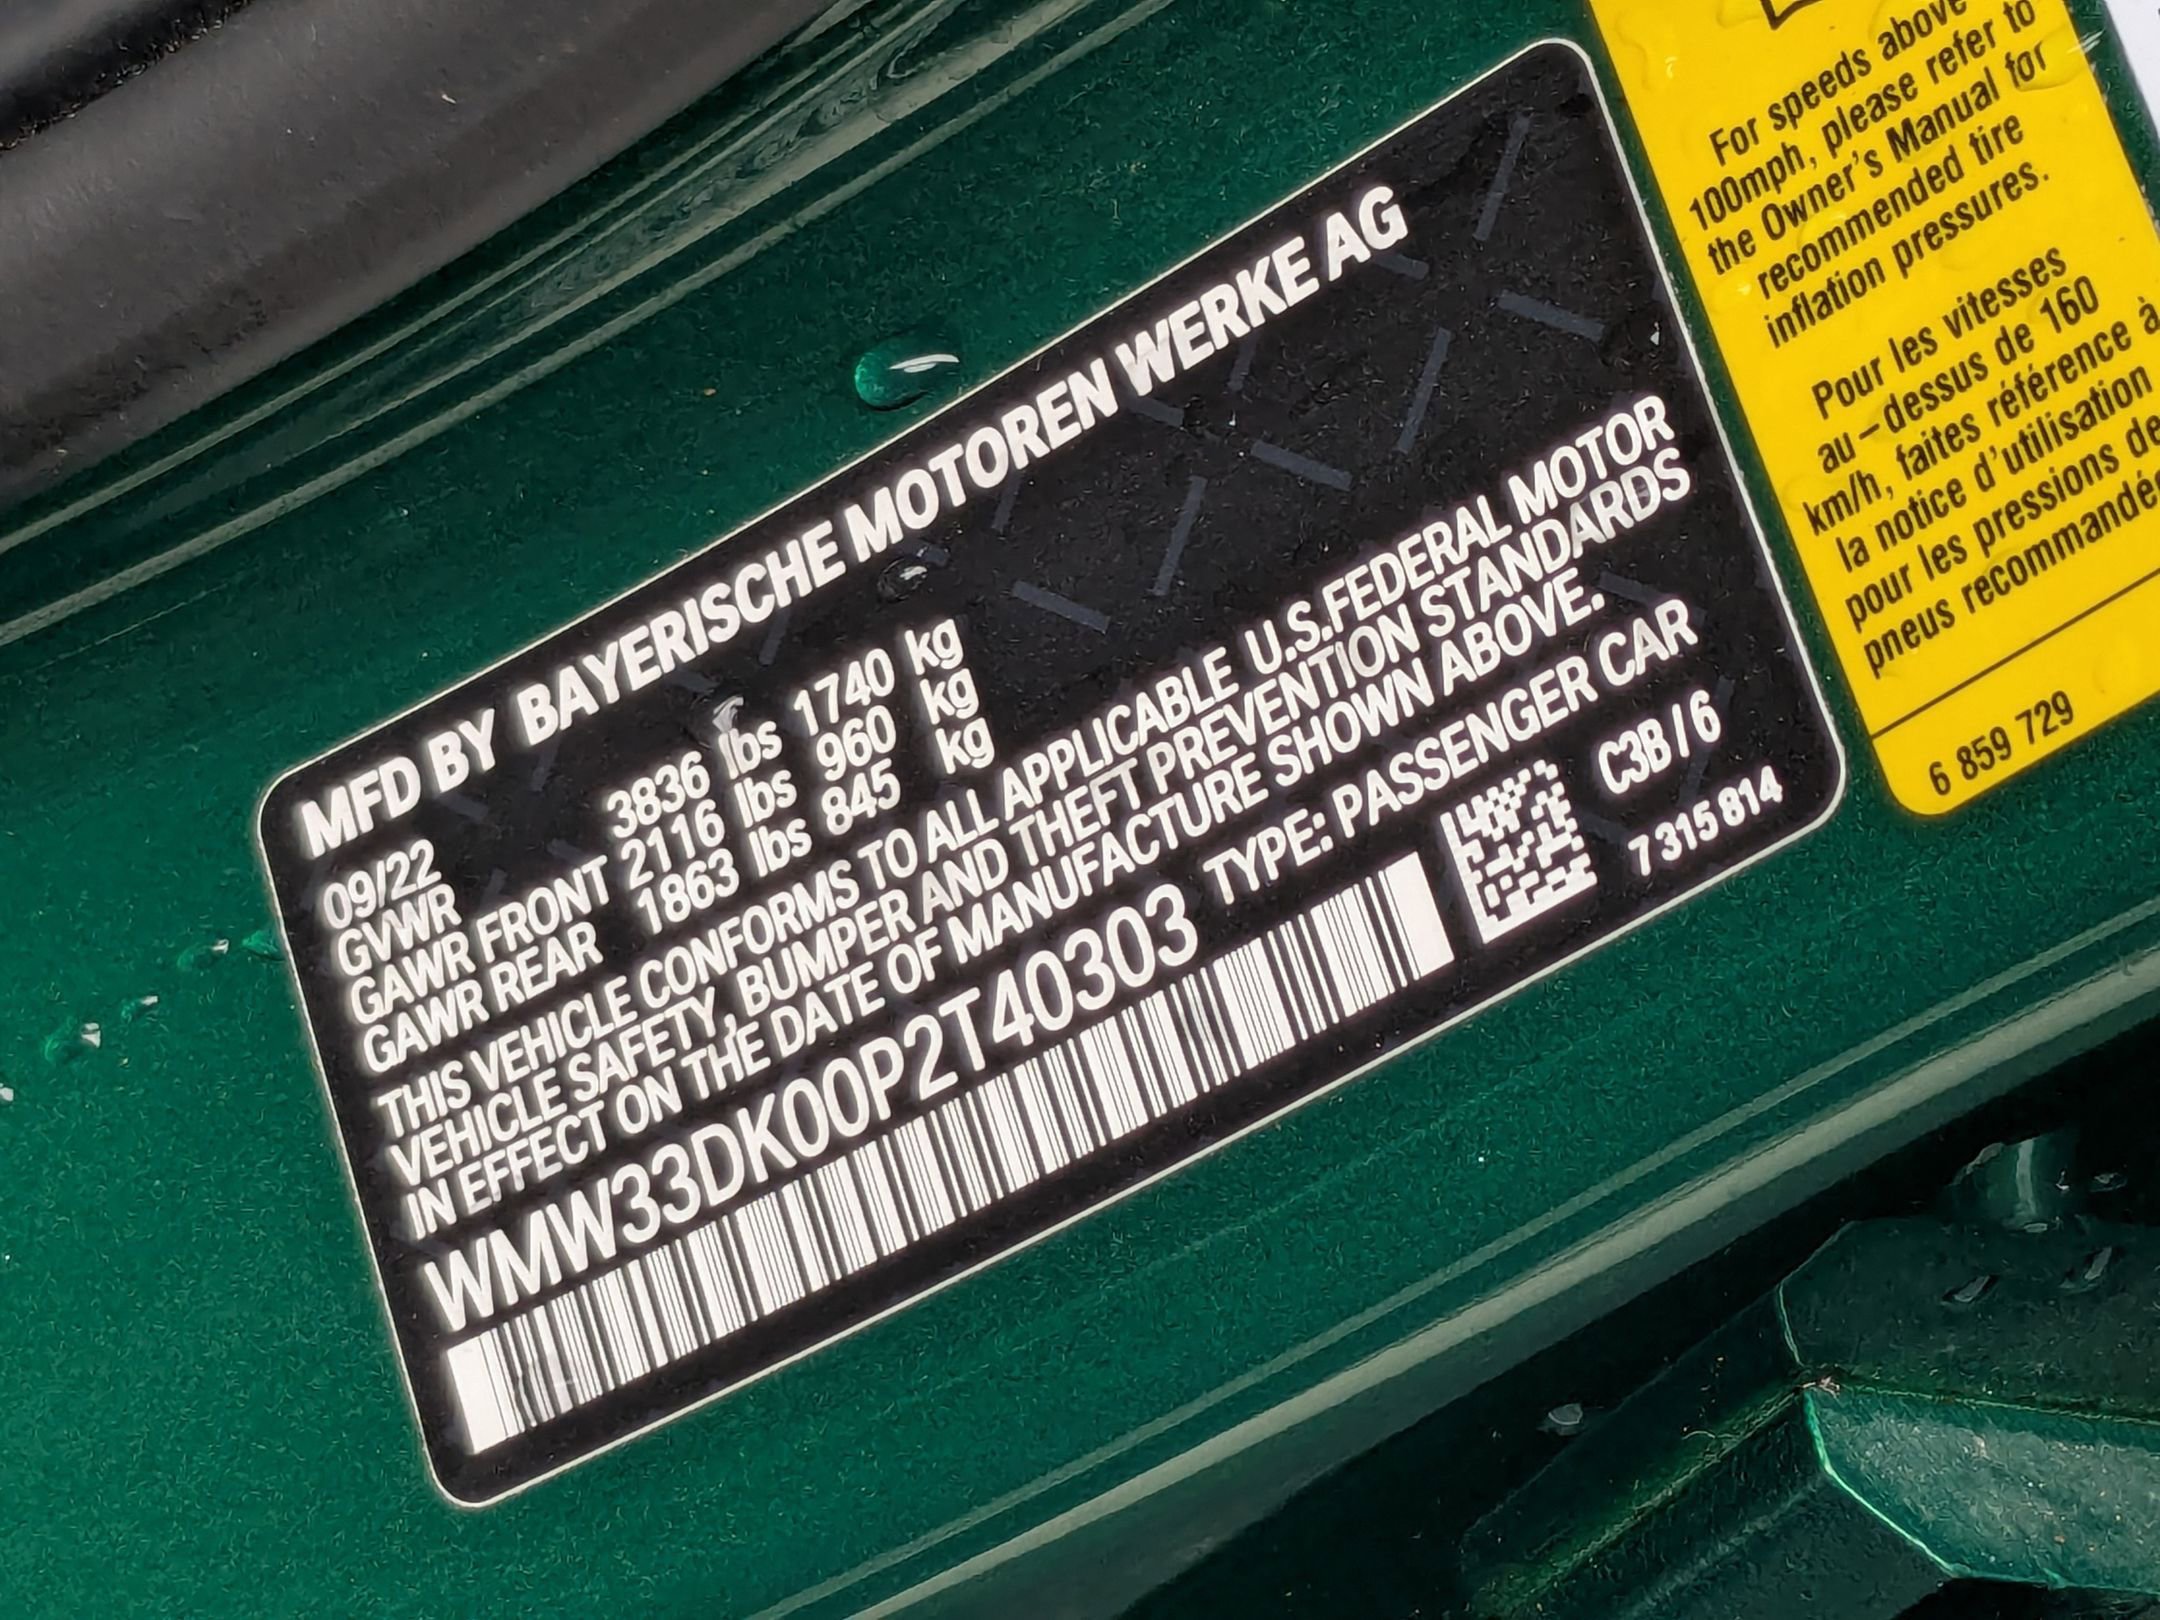 MFD BY BAYERISCHE MOTOREN WERKE AG
09/22
GVWR 3836 lbs 1740 kg
GAWR FRONT 2116 lbs 960 kg
GAWR REAR 1863 lbs 845 kg
THIS VEHICLE CONFORMS TO ALL APPLICABLE U.S.FEDERAL MOTOR
VEHICLE SAFETY, BUMPER AND THEFT PREVENTION STANDARDS
IN EFFECT ON THE DATE OF MANUFACTURE SHOWN ABOVE.
WMW33DK00P2T40303 TYPE: PASSENGER CAR
C3B/6
7 315 814
For speeds above
100mph, please refer to
the Owner's Manual for
recommended tire
inflation pressures.
Pour les vitesses
au-dessus de 160
km/h, faites référence à
la notice d'utilisation
pour les pressions de
pneus
6 859 729